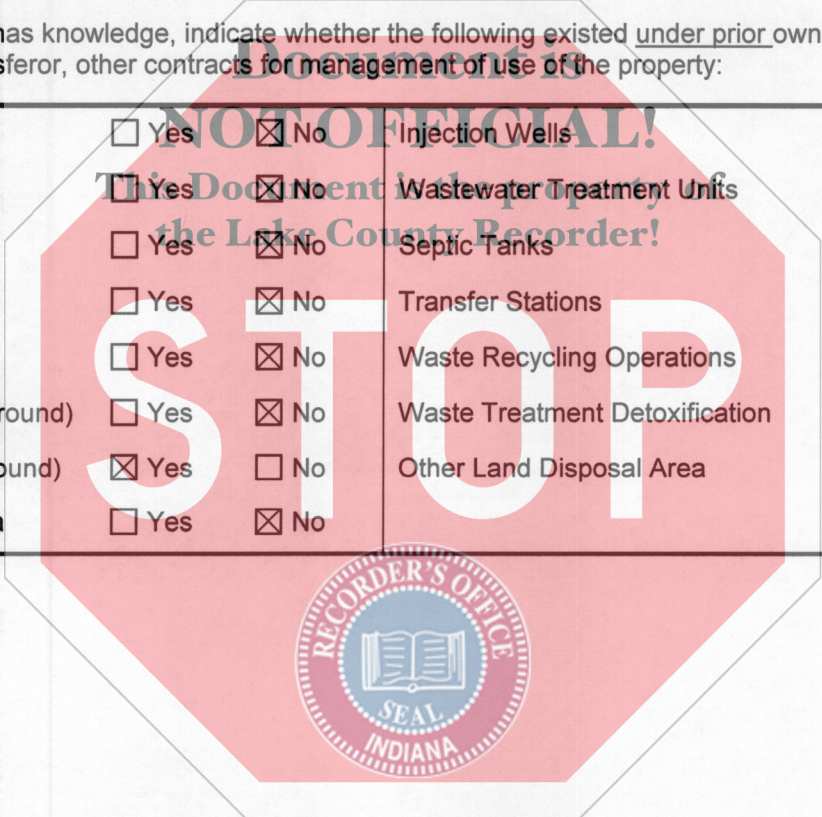 has knowledge, indicate whether the following existed under prior own
sferor, other contracts for management of use of the property:
Document is
NOT OFFICIAL!
This Document is the property of
the Lake County Recorder!
☐ Yes ☒ No Injection Wells
☐ Yes ☒ No Wastewater Treatment Units
☐ Yes ☒ No Septic Tanks
☐ Yes ☒ No Transfer Stations
☐ Yes ☒ No Waste Recycling Operations
round) ☐ Yes ☒ No Waste Treatment Detoxification
ound) ☒ Yes ☐ No Other Land Disposal Area
a ☐ Yes ☒ No
STOP
RECORDER'S OFFICE
SEAL
INDIANA